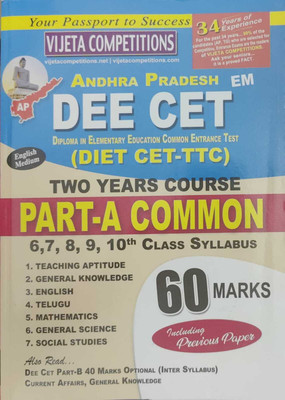 Your Passport to Success
VIJETA COMPETITIONS
vijetacompetitions.net | vijetacompetitions.com
34 Years of Experience
ANDHRA PRADESH EM
AP
DEE CET
DIPLOMA IN ELEMENTARY EDUCATION COMMON ENTRANCE TEST
English Medium
(DIET CET-TTC)
TWO YEARS COURSE
PART-A COMMON
6,7, 8, 9, 10th CLASS SYLLABUS
1. TEACHING APTITUDE
2. GENERAL KNOWLEDGE
3. ENGLISH
4. TELUGU
5. MATHEMATICS
6. GENERAL SCIENCE
7. SOCIAL STUDIES
60 MARKS
Including
Previous Paper
Also Read...
DEE CET PART-B 40 MARKS OPTIONAL (INTER SYLLABUS)
CURRENT AFFAIRS, GENERAL KNOWLEDGE